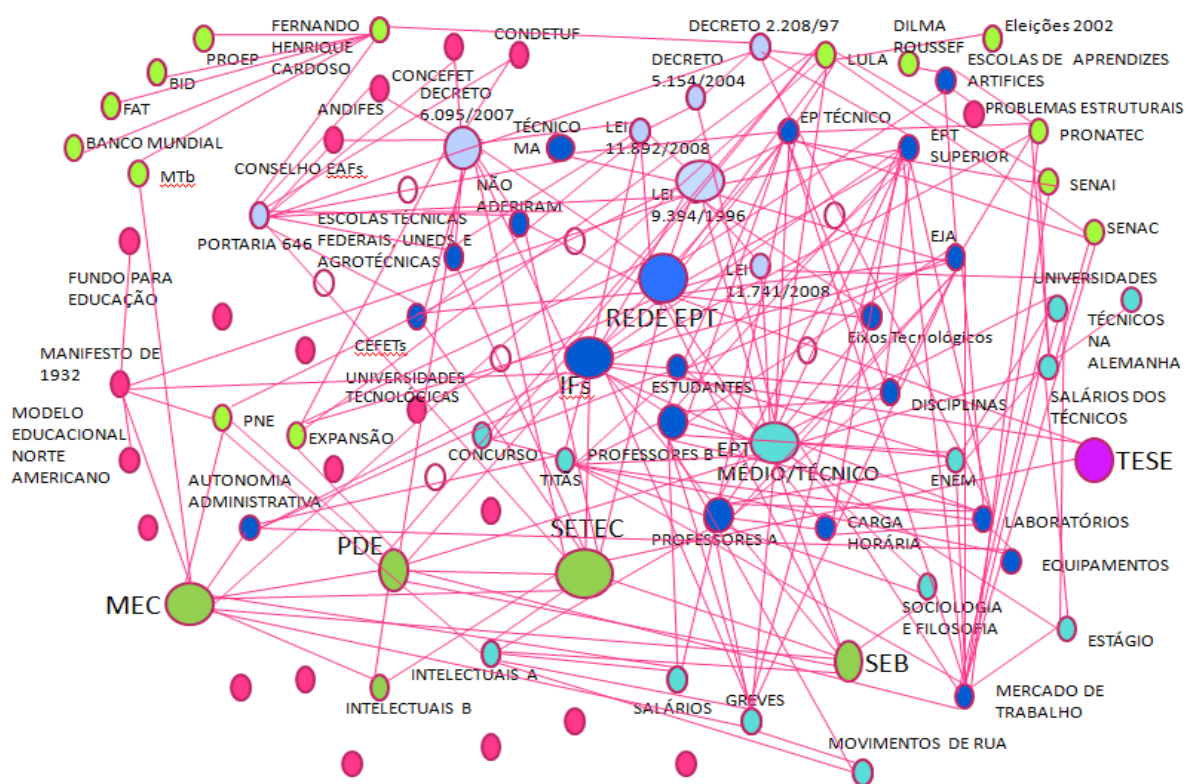 FERNANDO
HENRIQUE
CARDOSO
PROEP
BID
FAT
BANCO MUNDIAL
MTb
CONDETUF
CONCEFET
ANDIFES
DECRETO
6.095/2007
CONSELHO EAFs
TÉCNICO
MA
DECRETO 2.208/97
DECRETO
5.154/2004
LEI
11.892/2008
LULA
DILMA
ROUSSEF
Eleições 2002
ESCOLAS DE APRENDIZES
ARTIFICES
PROBLEMAS ESTRUTURAIS
EP TÉCNICO
EPT
SUPERIOR
PRONATEC
SENAI
SENAC
PORTARIA 646
ESCOLAS TÉCNICAS
FEDERAIS, UNEDS E
AGROTÉCNICAS
NÃO
ADERIRAM
LEI
9.394/1996
LEI
11.741/2008
EJA
UNIVERSIDADES
TÉCNICOS
NA
ALEMANHA
FUNDO PARA
EDUCAÇÃO
REDE EPT
Eixos Tecnológicos
CEFETs
MANIFESTO DE
1932
UNIVERSIDADES
TECNOLÓGICAS
IFs
ESTUDANTES
DISCIPLINAS
SALÁRIOS DOS
TÉCNICOS
MODELO
EDUCACIONAL
NORTE
AMERICANO
PNE
EXPANSÃO
CONCURSO
TITÃS
PROFESSORES B
EPT
MÉDIO/TÉCNICO
ENEM
TESE
AUTONOMIA
ADMINISTRATIVA
SETEC
PROFESSORES A
CARGA
HORÁRIA
LABORATÓRIOS
PDE
EQUIPAMENTOS
MEC
SOCIOLOGIA
E FILOSOFIA
ESTÁGIO
SEB
INTELECTUAIS A
INTELECTUAIS B
SALÁRIOS
GREVES
MERCADO DE
TRABALHO
MOVIMENTOS DE RUA